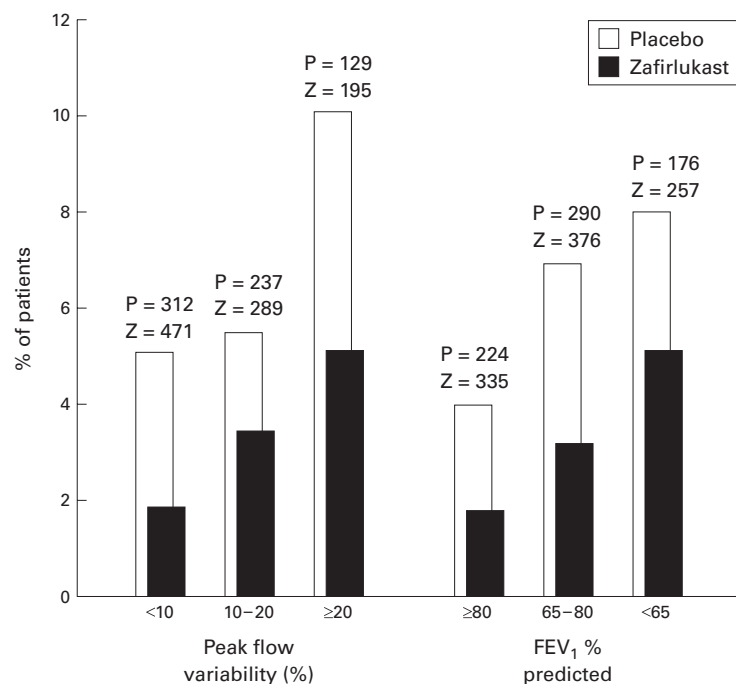 12
10
8
6
4
2
0
% of patients
Placebo
Zafirlukast
P = 312
Z = 471
P = 237
Z = 289
P = 129
Z = 195
P = 224
Z = 335
P = 290
Z = 376
P = 176
Z = 257
<10 10–20 ≥20 ≥80 65–80 <65
Peak flow
variability (%)
FEV₁ %
predicted